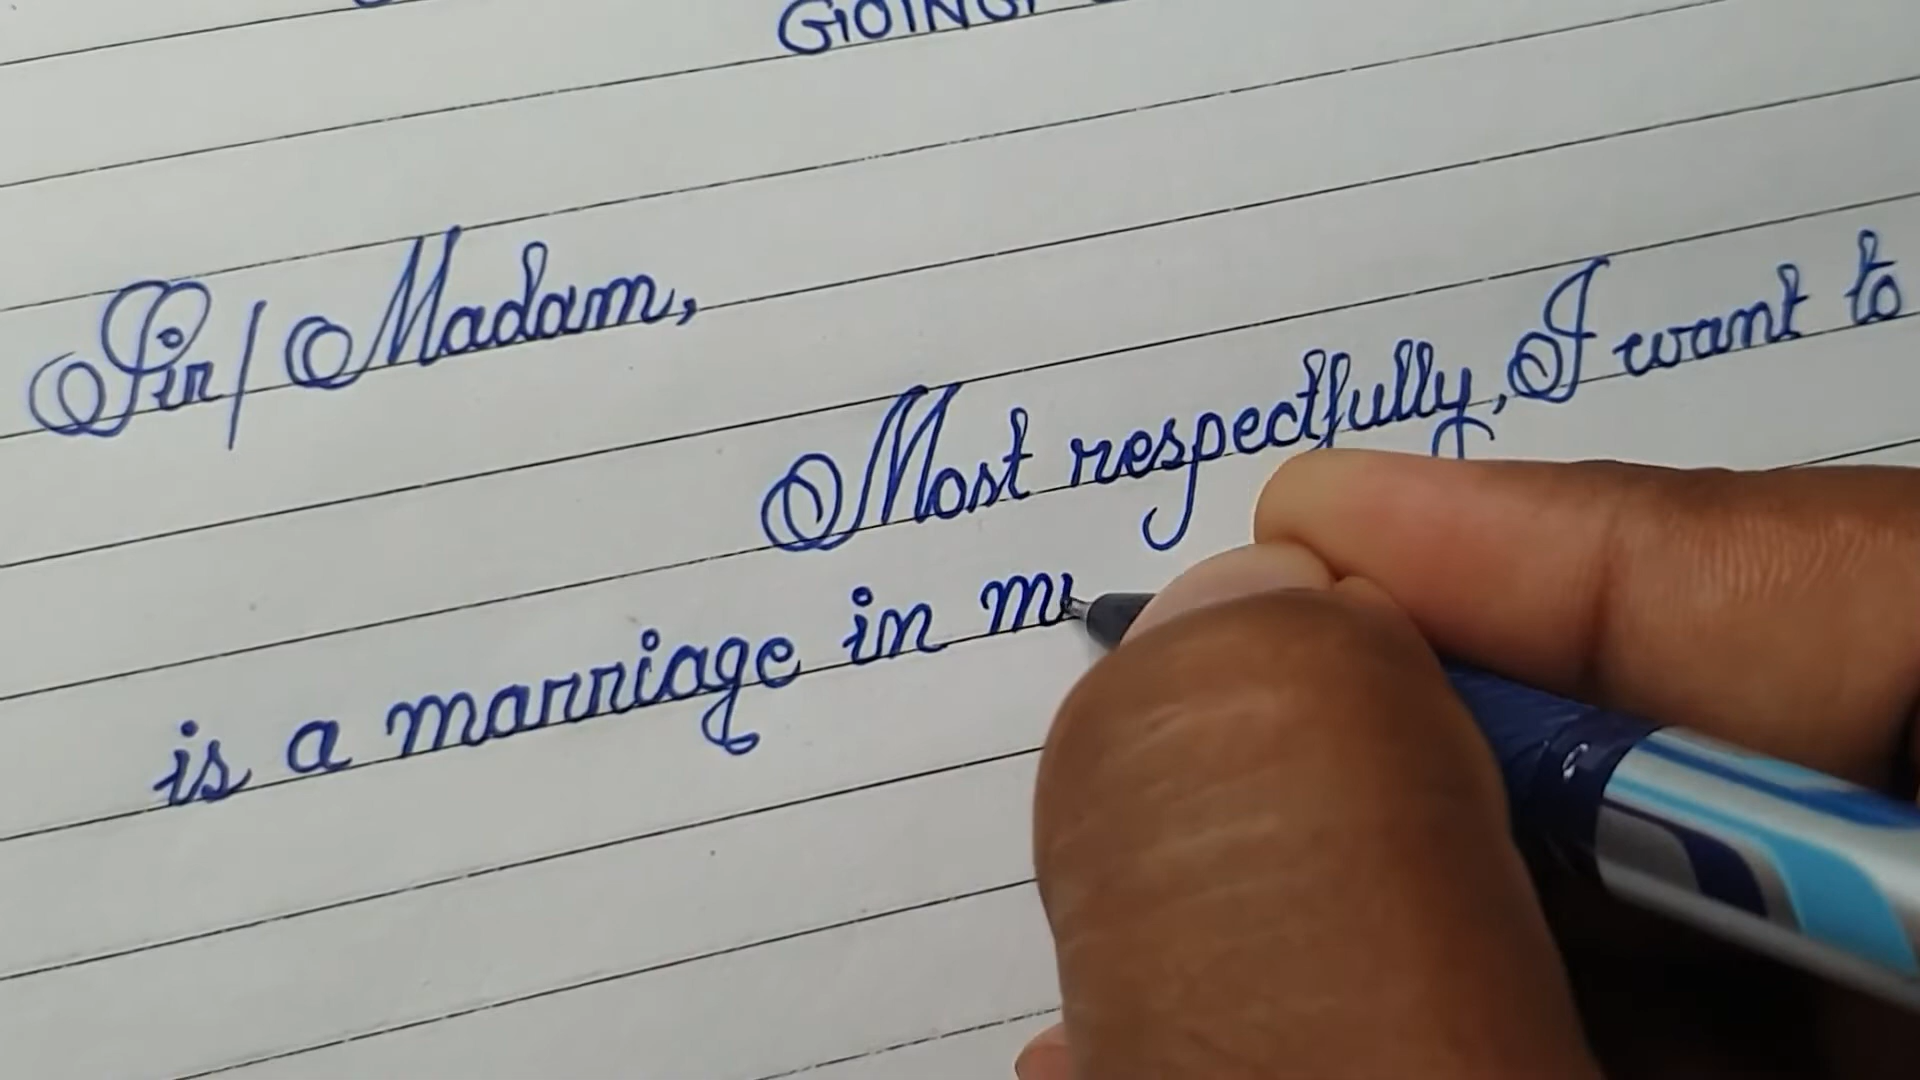 GOING
Sir/Madam,
Most respectfully, I want to
is a marriage in